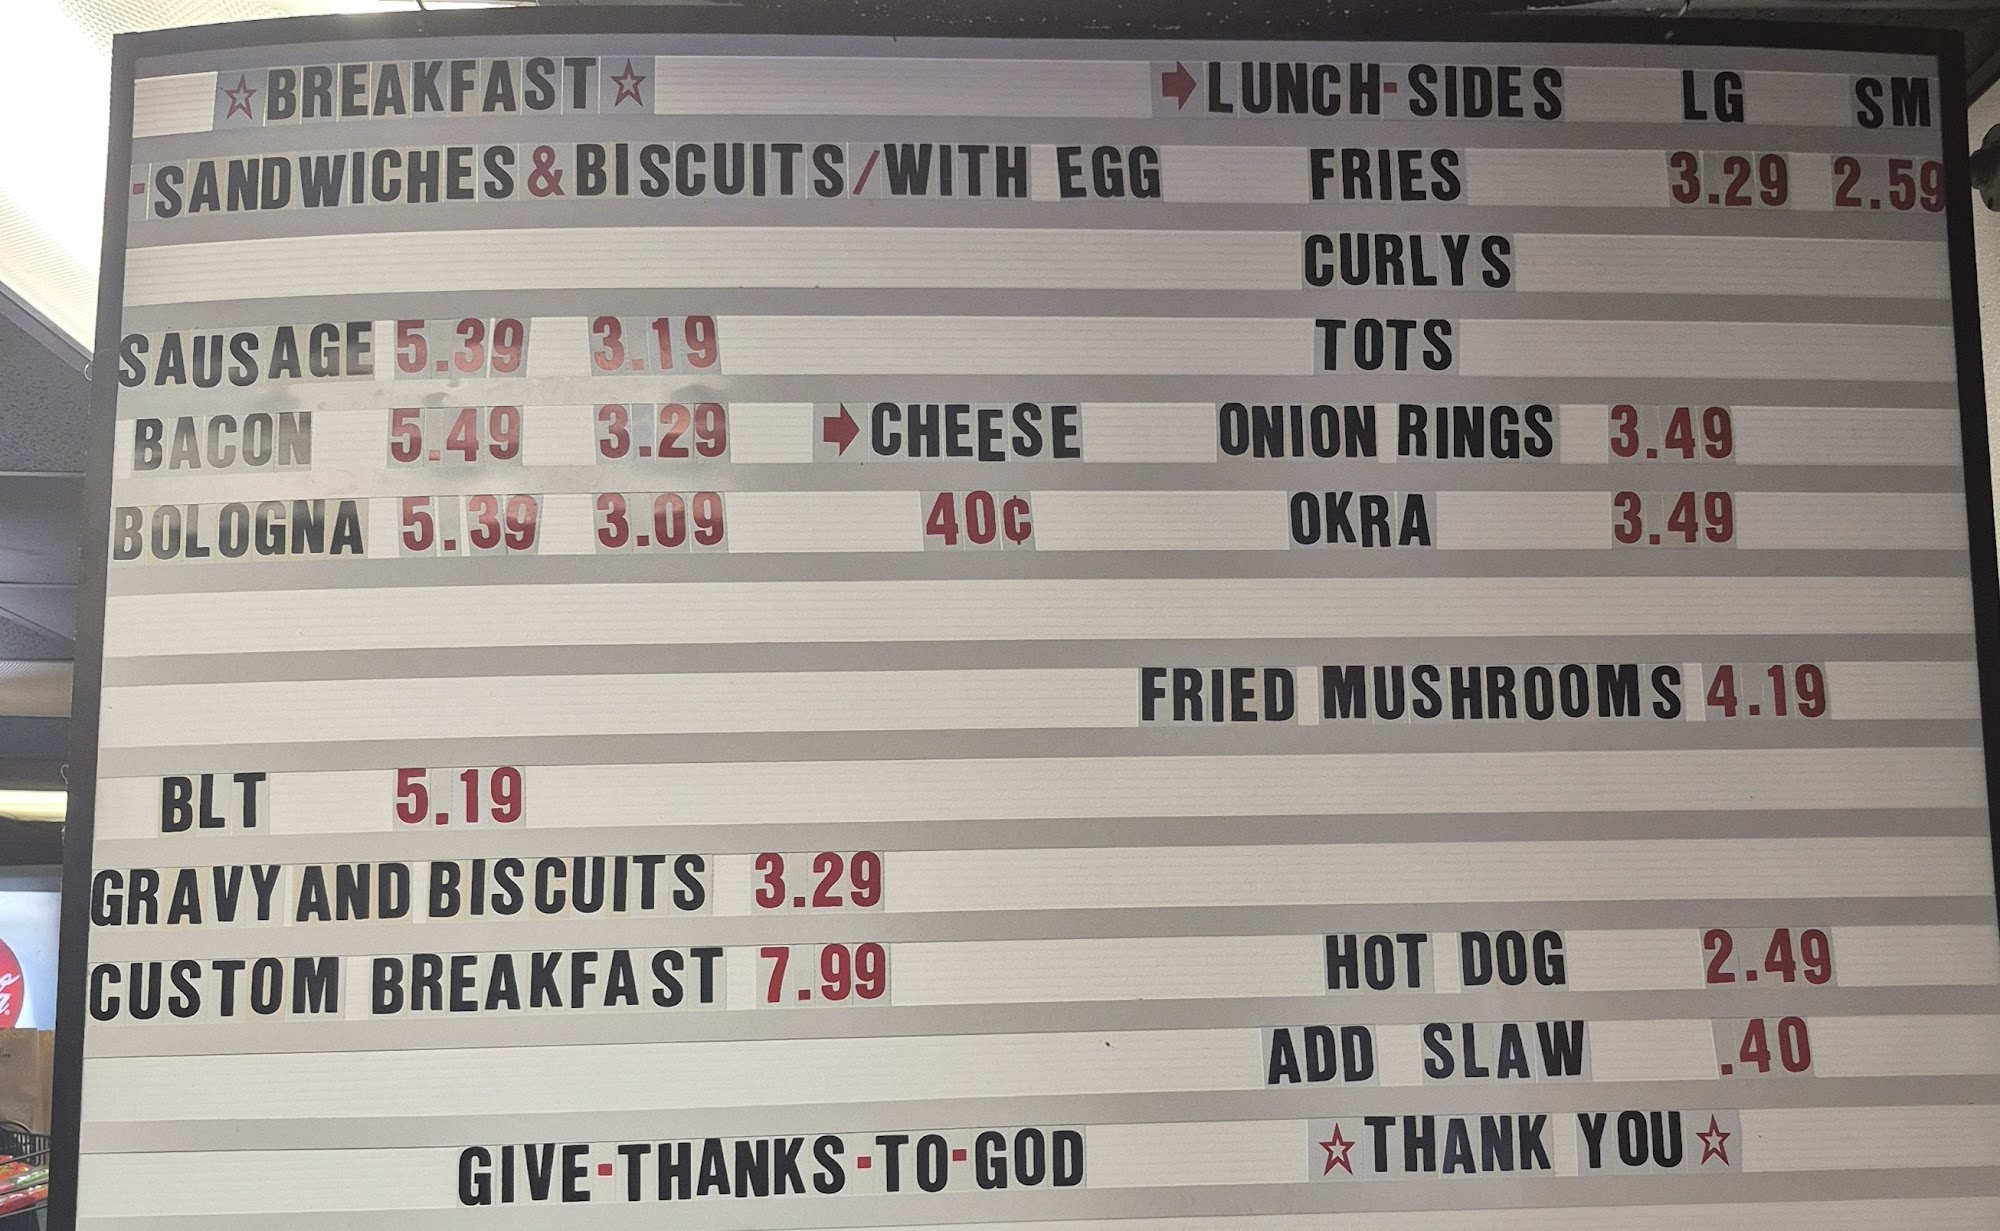 ☆BREAKFAST☆
-SANDWICHES&BISCUITS/WITH EGG
SAUSAGE 5.39 3.19
BACON 5.49 3.29 ➡CHEESE
BOLOGNA 5.39 3.09 40¢
BLT 5.19
GRAVY AND BISCUITS 3.29
CUSTOM BREAKFAST 7.99
GIVE-THANKS-TO-GOD
➡LUNCH-SIDES LG SM
FRIES 3.29 2.59
CURLYS
TOTS
ONION RINGS 3.49
OKRA 3.49
FRIED MUSHROOMS 4.19
HOT DOG 2.49
ADD SLAW .40
☆THANK YOU☆